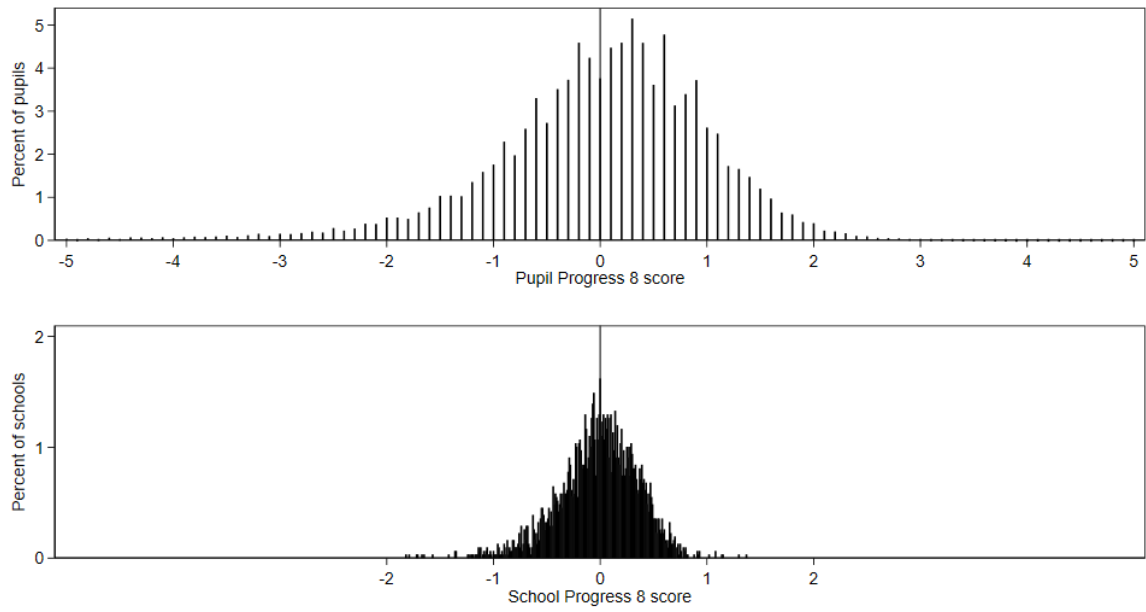 Percent of pupils
5
4
3
2
1
0
-5 -4 -3 -2 -1 0 1 2 3 4 5
Pupil Progress 8 score
Percent of schools
2
1
0
-2 -1 0 1 2
School Progress 8 score